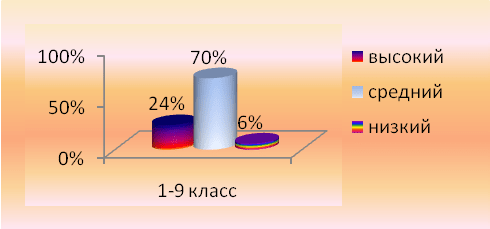 100%
50%
0%
70%
24%
6%
1-9 класс
высокий
средний
низкий